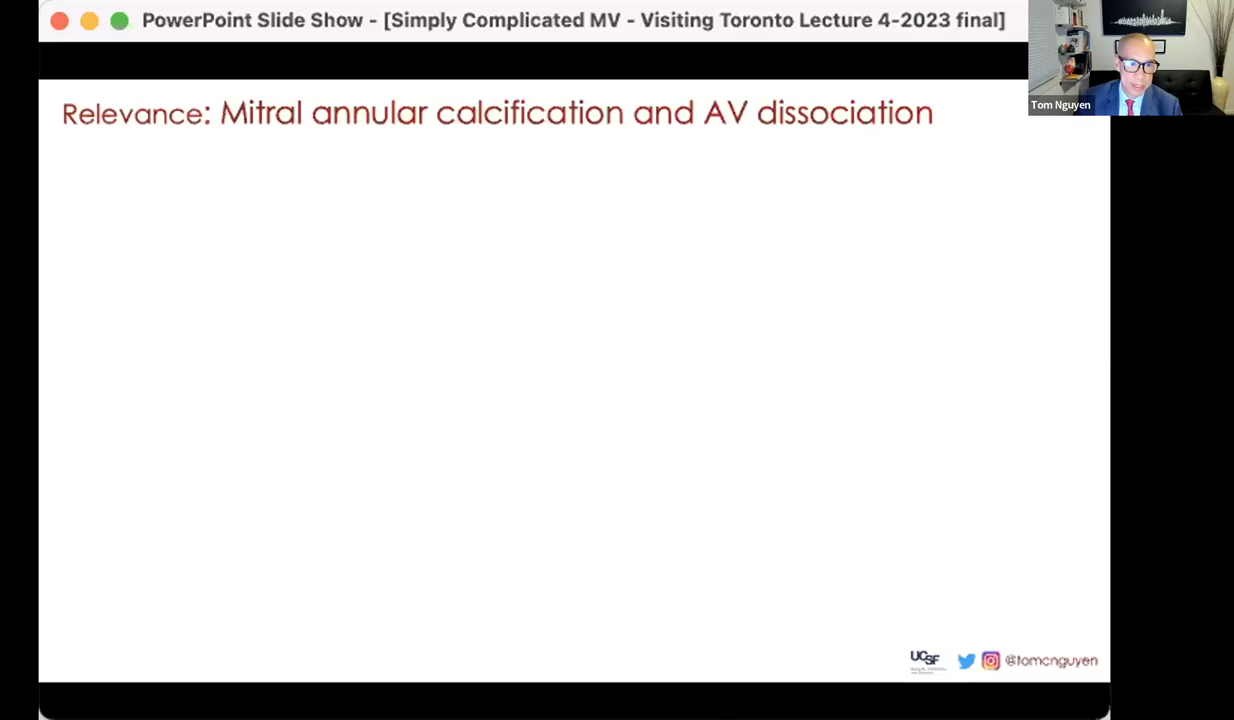 PowerPoint Slide Show - [Simply Complicated MV - Visiting Toronto Lecture 4-2023 final]
Tom Nguyen
Relevance: Mitral annular calcification and AV dissociation
UCSF
@tomcnguyen